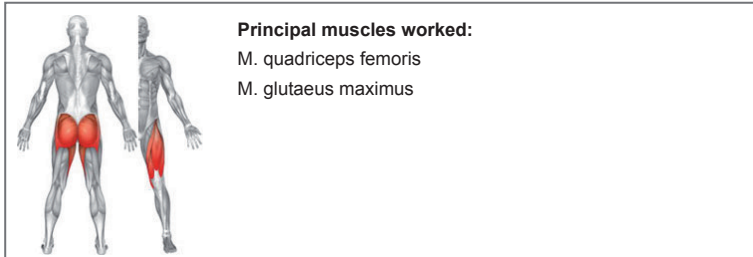 Principal muscles worked:
M. quadriceps femoris
M. glutaeus maximus